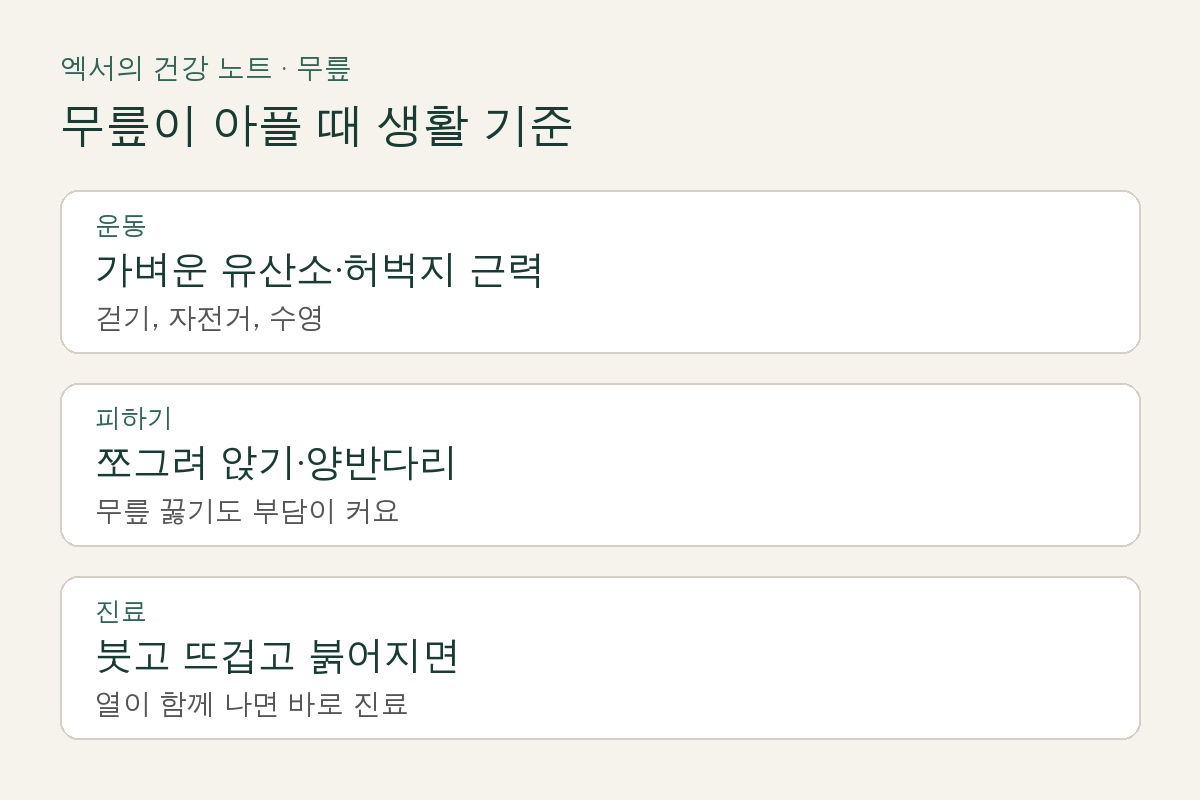 엑서의 건강 노트 · 무릎
무릎이 아플 때 생활 기준
운동
가벼운 유산소·허벅지 근력
걷기, 자전거, 수영
피하기
쪼그려 앉기·양반다리
무릎 꿇기도 부담이 커요
진료
붓고 뜨겁고 붉어지면
열이 함께 나면 바로 진료